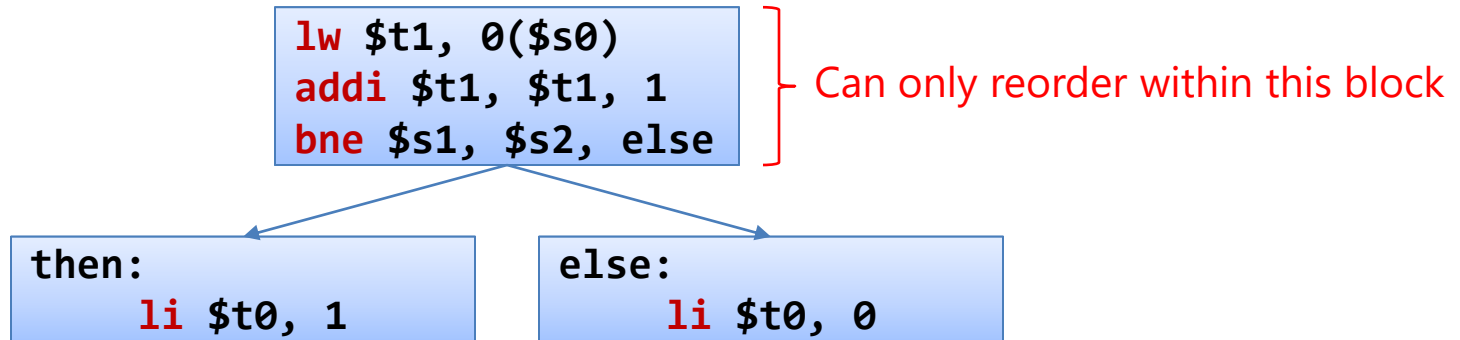 lw $t1, 0($s0)
addi $t1, $t1, 1
bne $s1, $s2, else
Can only reorder within this block
then:
li $t0, 1
else:
li $t0, 0